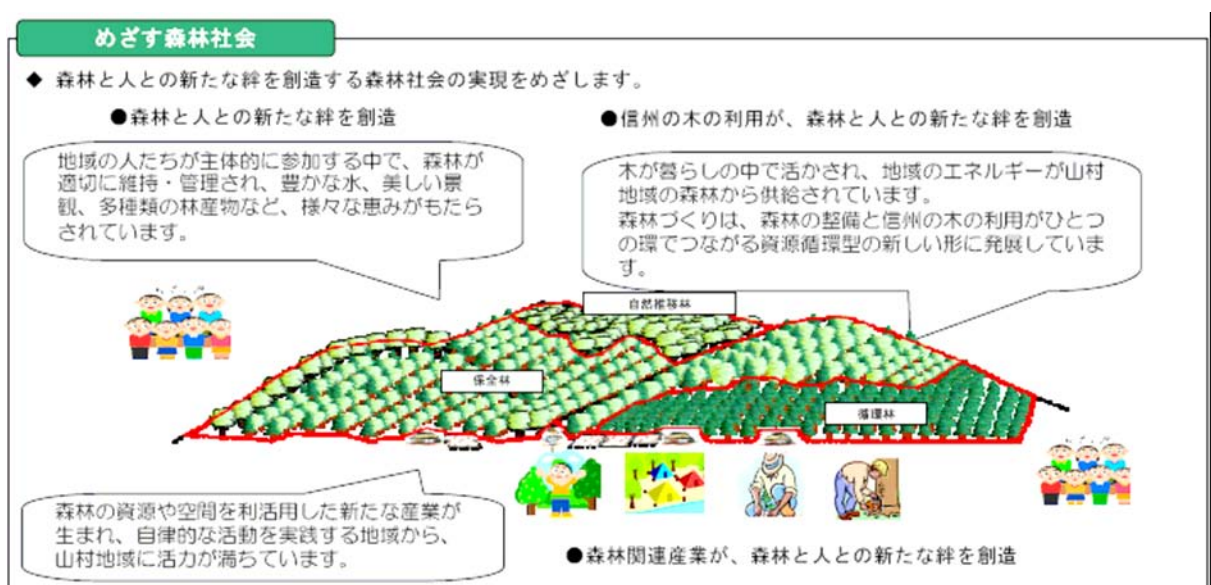 めざす森林社会
◆ 森林と人との新たな絆を創造する森林社会の実現をめざします。
●森林と人との新たな絆を創造
●信州の木の利用が、森林と人との新たな絆を創造
地域の人たちが主体的に参加する中で、森林が
適切に維持・管理され、豊かな水、美しい景
観、多種類の林産物など、様々な恵みがもたら
されています。
木が暮らしの中で活かされ、地域のエネルギーが山村
地域の森林から供給されています。
森林づくりは、森林の整備と信州の木の利用がひとつ
の環でつながる資源循環型の新しい形に発展していま
す。
自然推移林
保全林
循環林
森林の資源や空間を利活用した新たな産業が
生まれ、自律的な活動を実践する地域から、
山村地域に活力が満ちています。
●森林関連産業が、森林と人との新たな絆を創造